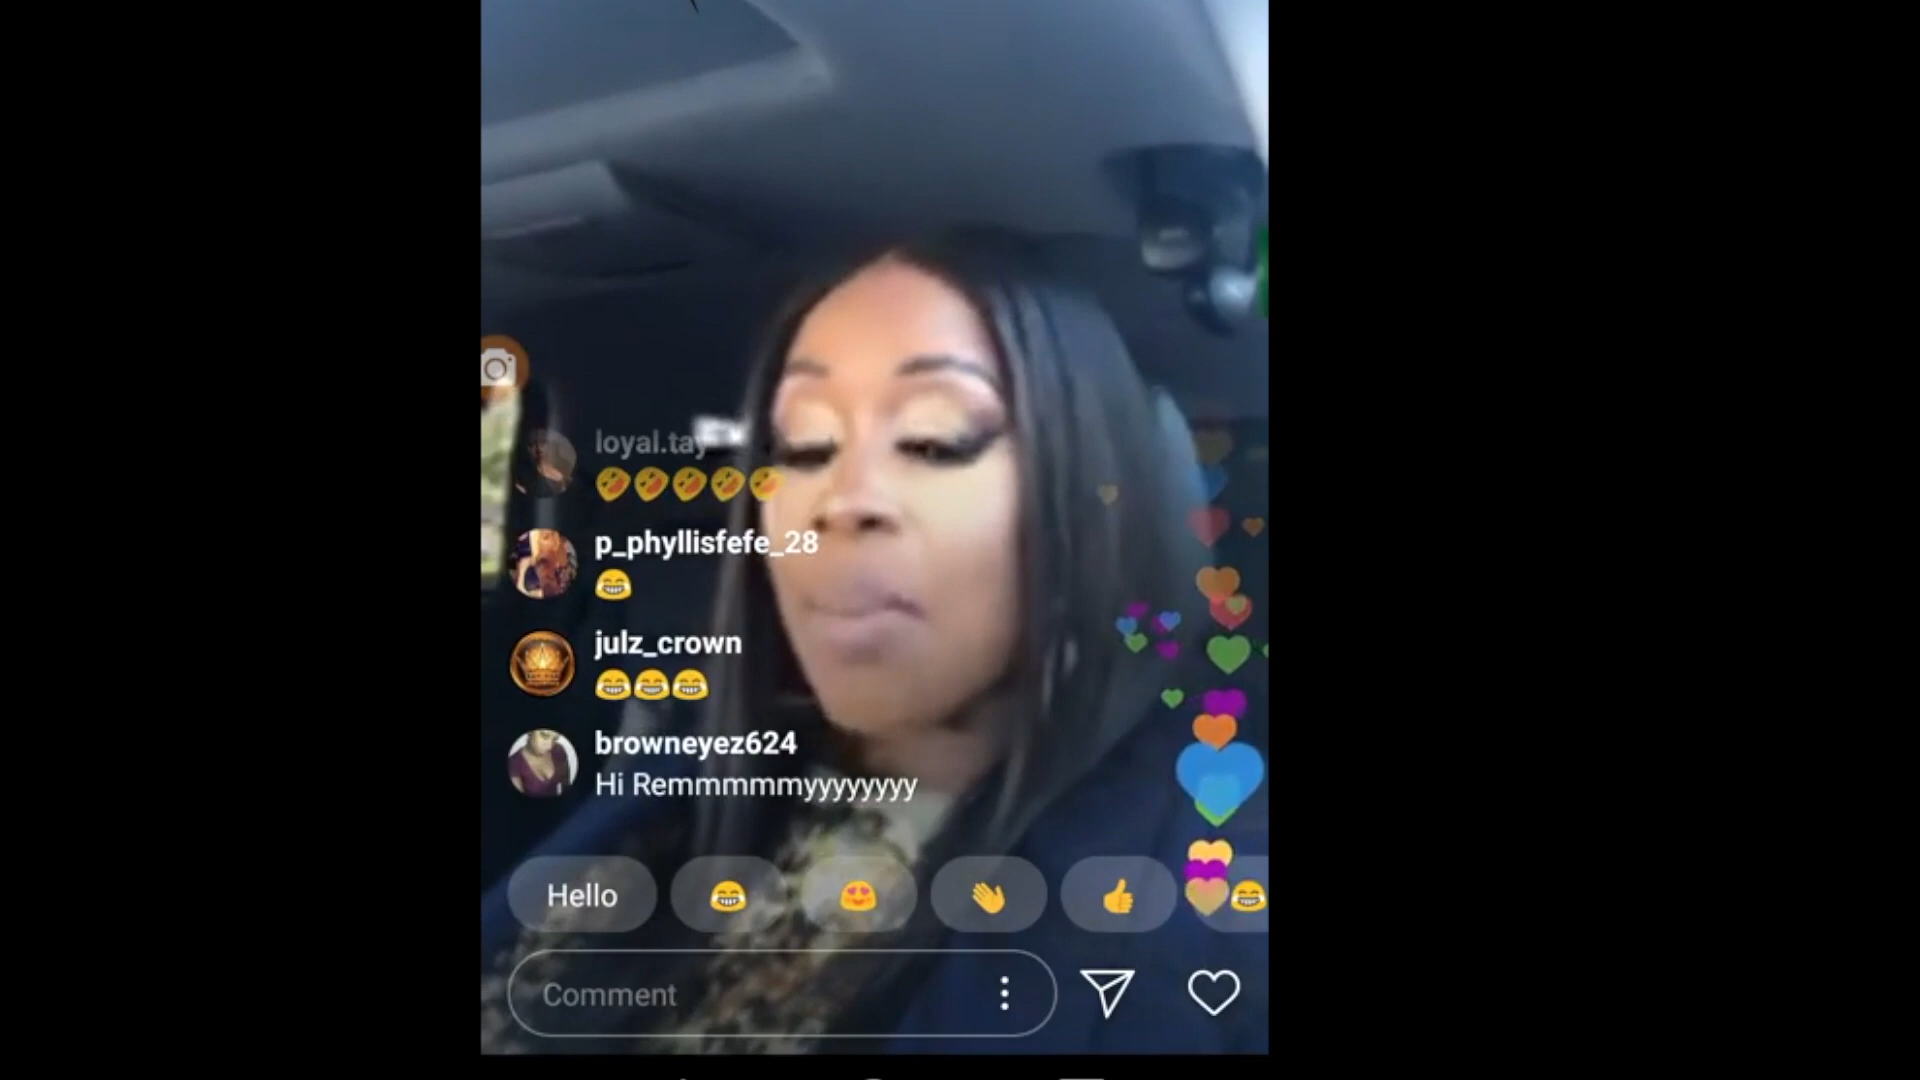 loyal.tay
🤣🤣🤣🤣🤣
p_phyllisfefe_28
😂
julz_crown
😂😂😂
browneyez624
Hi Remmmmmyyyyyyyy
Hello 😂 😍 👋 👍 😂
Comment